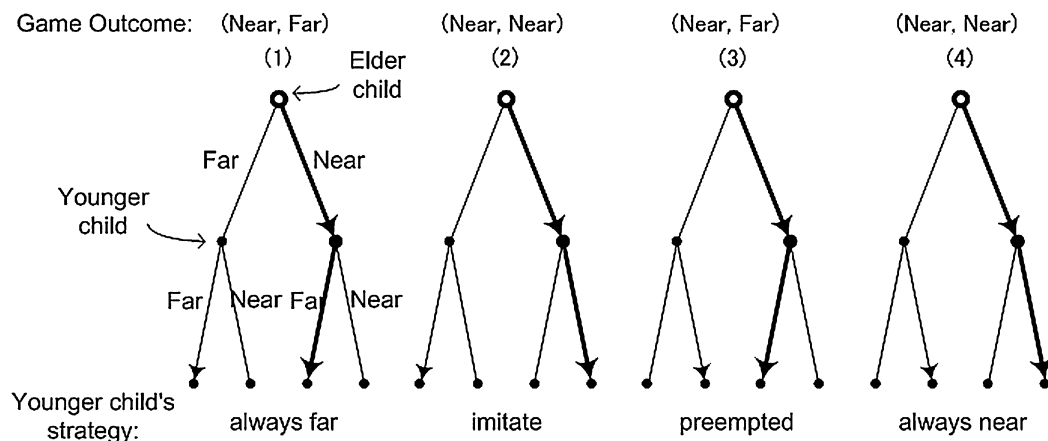 Game Outcome: (Near, Far) (Near, Near) (Near, Far) (Near, Near)
(1) (2) (3) (4)
Elder
child
Far Near
Younger
child
Far Near Far Near
Younger child's
strategy:
always far imitate preempted always near